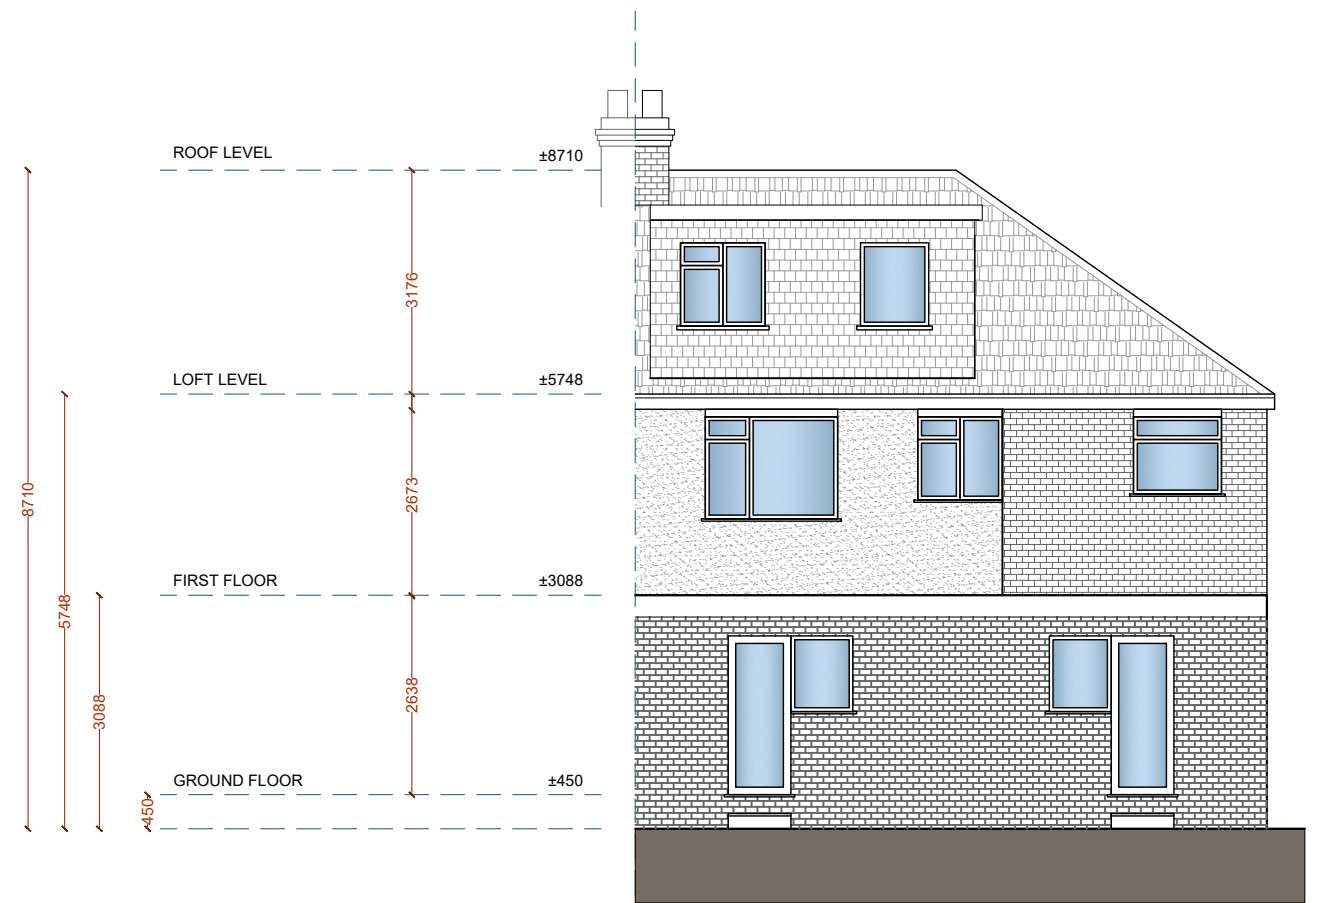 ROOF LEVEL ±8710
3176
LOFT LEVEL ±5748
8710
2673
FIRST FLOOR ±3088
5748
3088
2638
GROUND FLOOR ±450
450